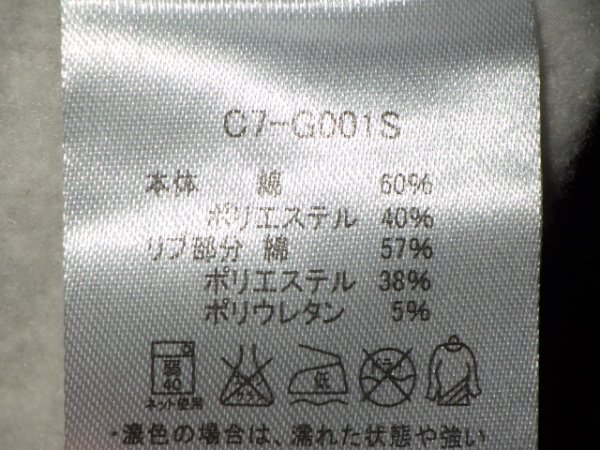 C7-G001S
本体 綿 60%
ポリエステル 40%
リブ部分 綿 57%
ポリエステル 38%
ポリウレタン 5%
40 低
ネット使用
・濃色の場合は、濡れた状態や強い